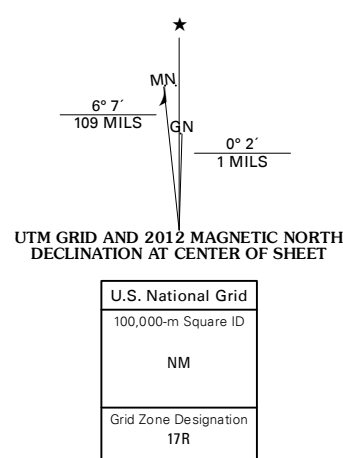 ★
MN
6° 7´
109 MILS
GN
0° 2´
1 MILS
UTM GRID AND 2012 MAGNETIC NORTH
DECLINATION AT CENTER OF SHEET
U.S. National Grid
100,000-m Square ID
NM
Grid Zone Designation
17R